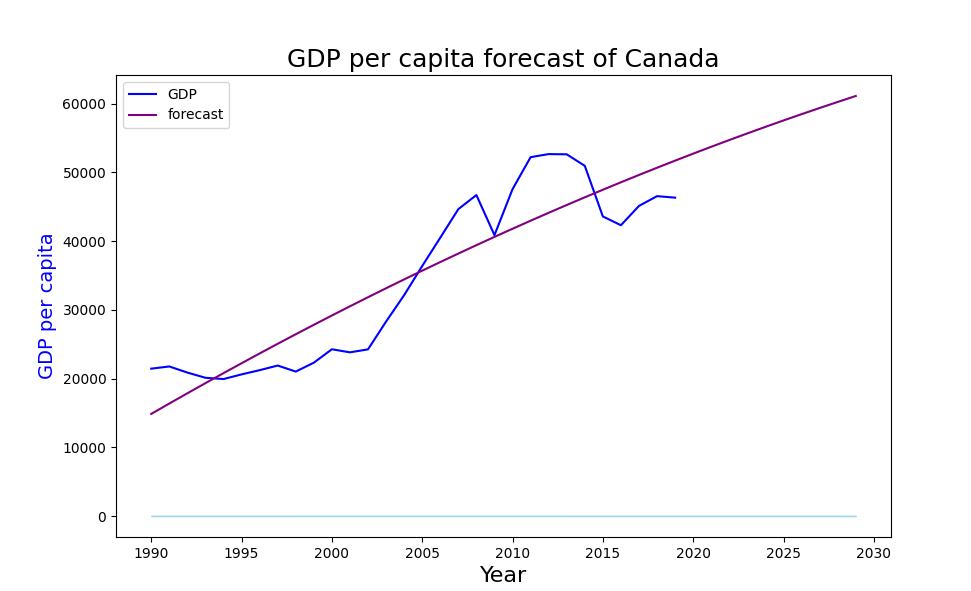 GDP per capita forecast of Canada
GDP
forecast
60000
50000
40000
30000
20000
10000
0
GDP per capita
1990 1995 2000 2005 2010 2015 2020 2025 2030
Year